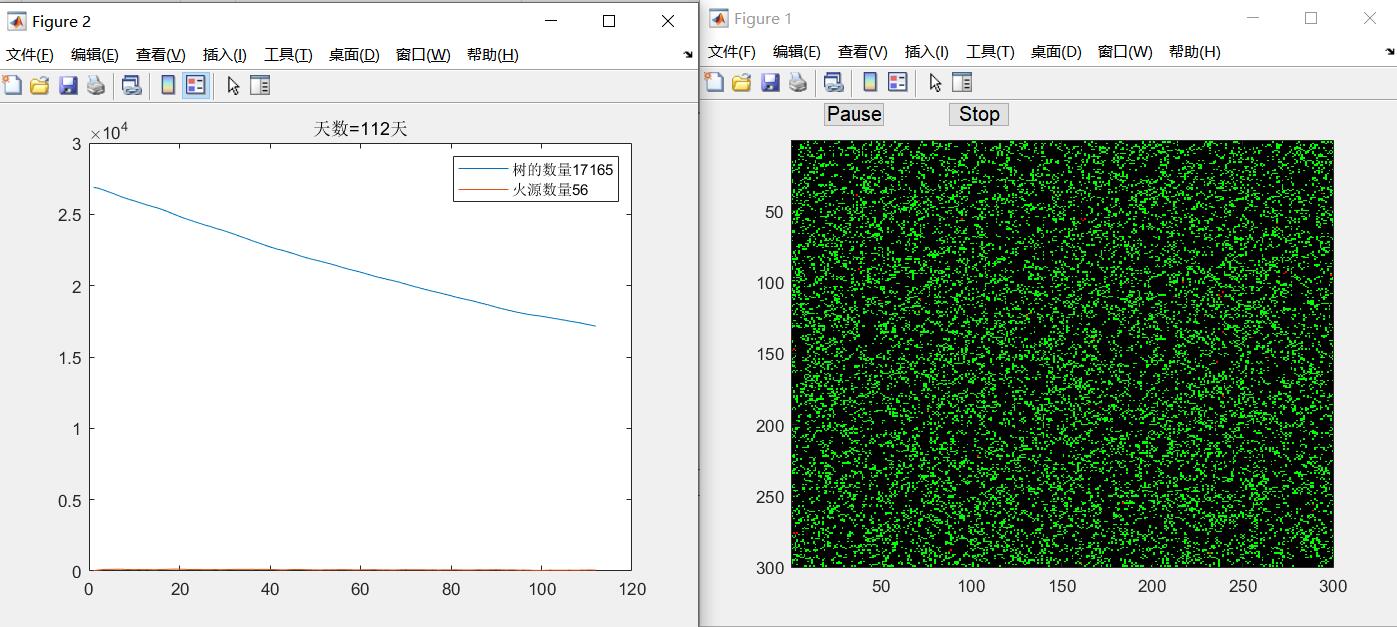 Figure 2
文件(F) 编辑(E) 查看(V) 插入(I) 工具(T) 桌面(D) 窗口(W) 帮助(H)
天数=112天
×10^4
树的数量17165
火源数量56
3
2.5
2
1.5
1
0.5
0
0 20 40 60 80 100 120
Figure 1
文件(F) 编辑(E) 查看(V) 插入(I) 工具(T) 桌面(D) 窗口(W) 帮助(H)
Pause Stop
50
100
150
200
250
300
50 100 150 200 250 300